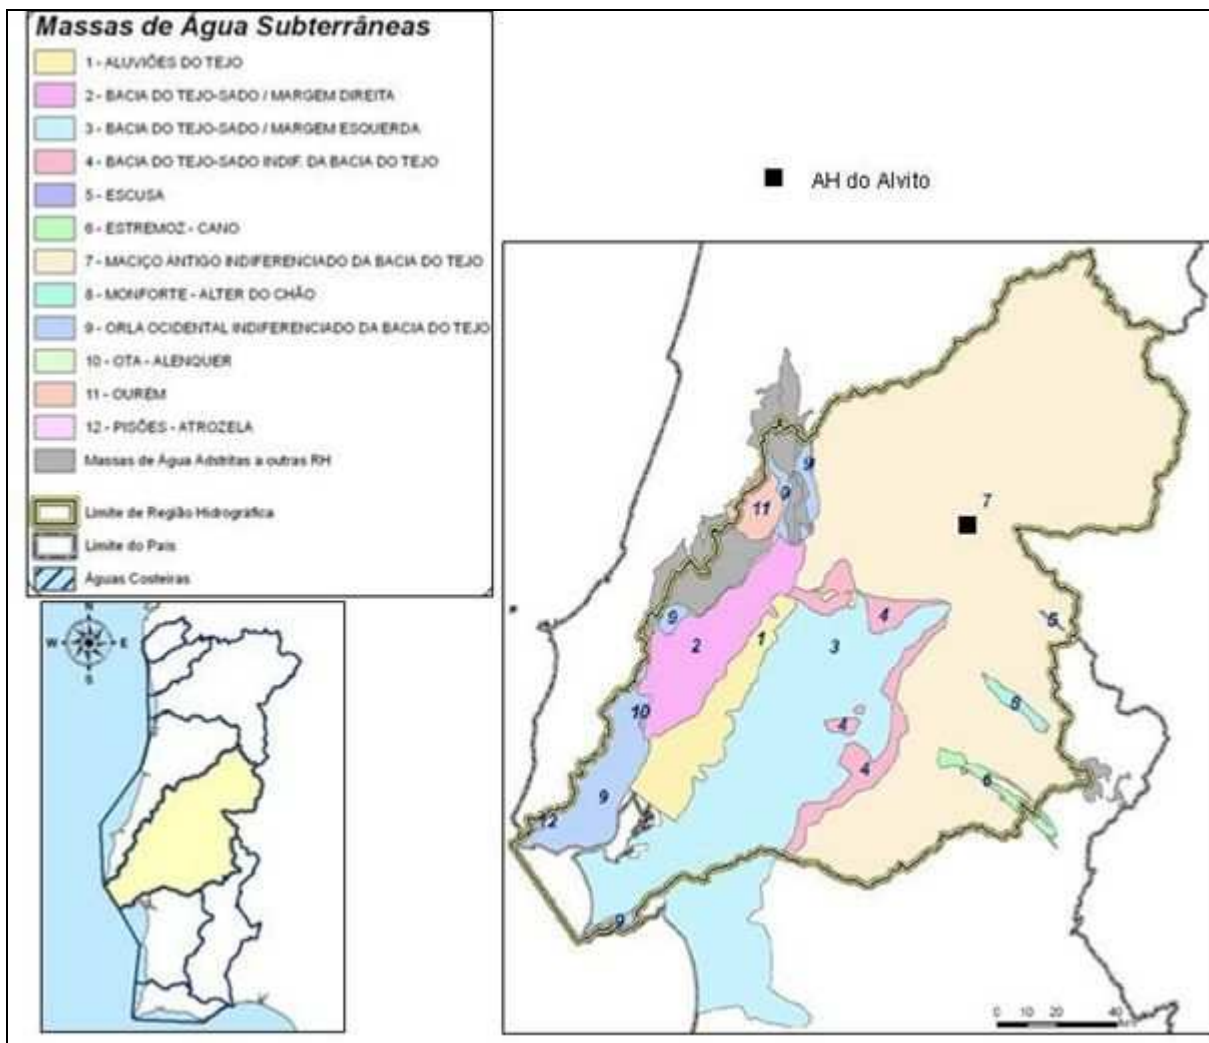 Massas de Água Subterrâneas
1 - ALUVIÕES DO TEJO
2 - BACIA DO TEJO-SADO / MARGEM DIREITA
3 - BACIA DO TEJO-SADO / MARGEM ESQUERDA
4 - BACIA DO TEJO-SADO INDIF. DA BACIA DO TEJO
5 - ESCUSA
6 - ESTREMOZ - CANO
7 - MACIÇO ANTIGO INDIFERENCIADO DA BACIA DO TEJO
8 - MONFORTE - ALTER DO CHÃO
9 - ORLA OCIDENTAL INDIFERENCIADO DA BACIA DO TEJO
10 - OTA - ALENQUER
11 - OURÉM
12 - PISÕES - ATROZELA
Massas de Água Adstritas a outras RH
Limite de Região Hidrográfica
Limite do País
Águas Costeiras
AH do Alvito
N
W E
S
9
9
11
7
9
2
1
3
4
5
10
4
8
4
6
9
12
9
0 10 20 40